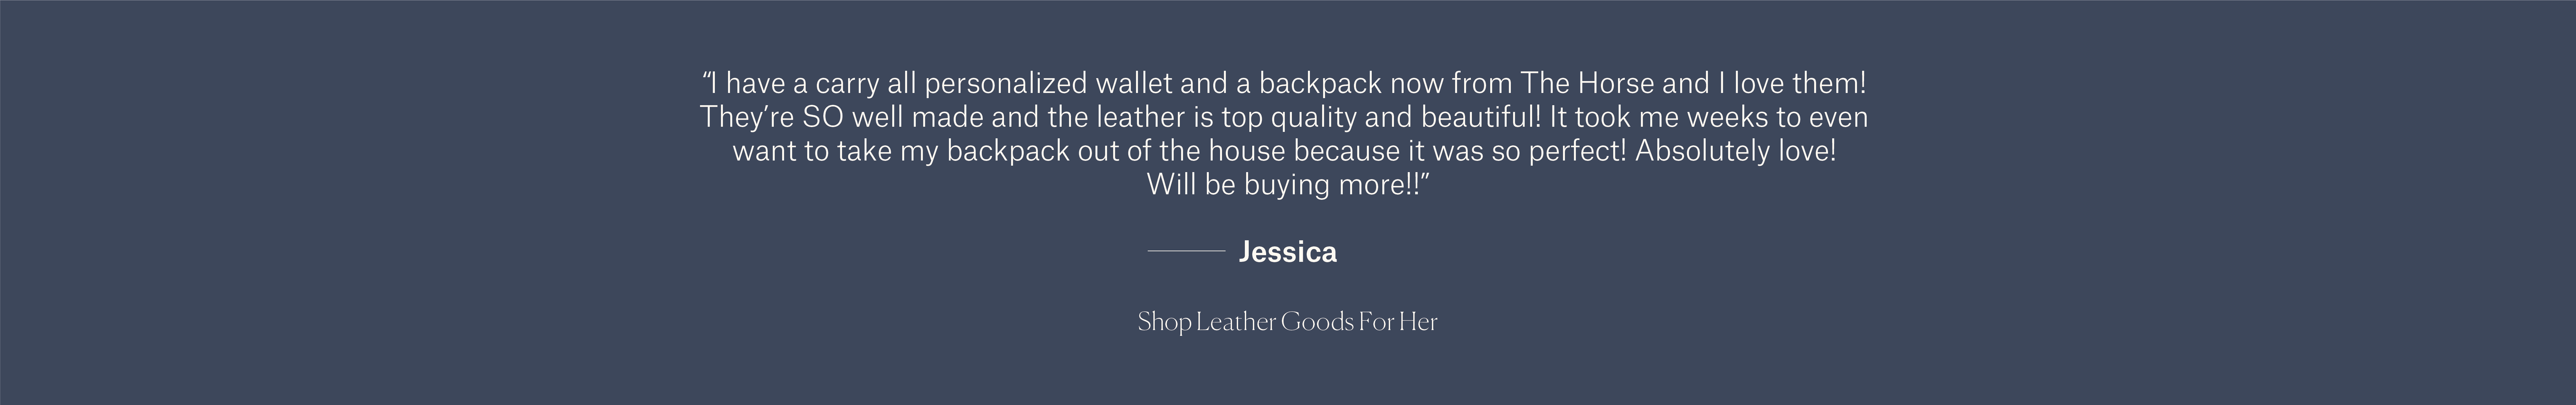 “I have a carry all personalized wallet and a backpack now from The Horse and I love them!
They’re SO well made and the leather is top quality and beautiful! It took me weeks to even
want to take my backpack out of the house because it was so perfect! Absolutely love!
Will be buying more!!”
Jessica
Shop Leather Goods For Her